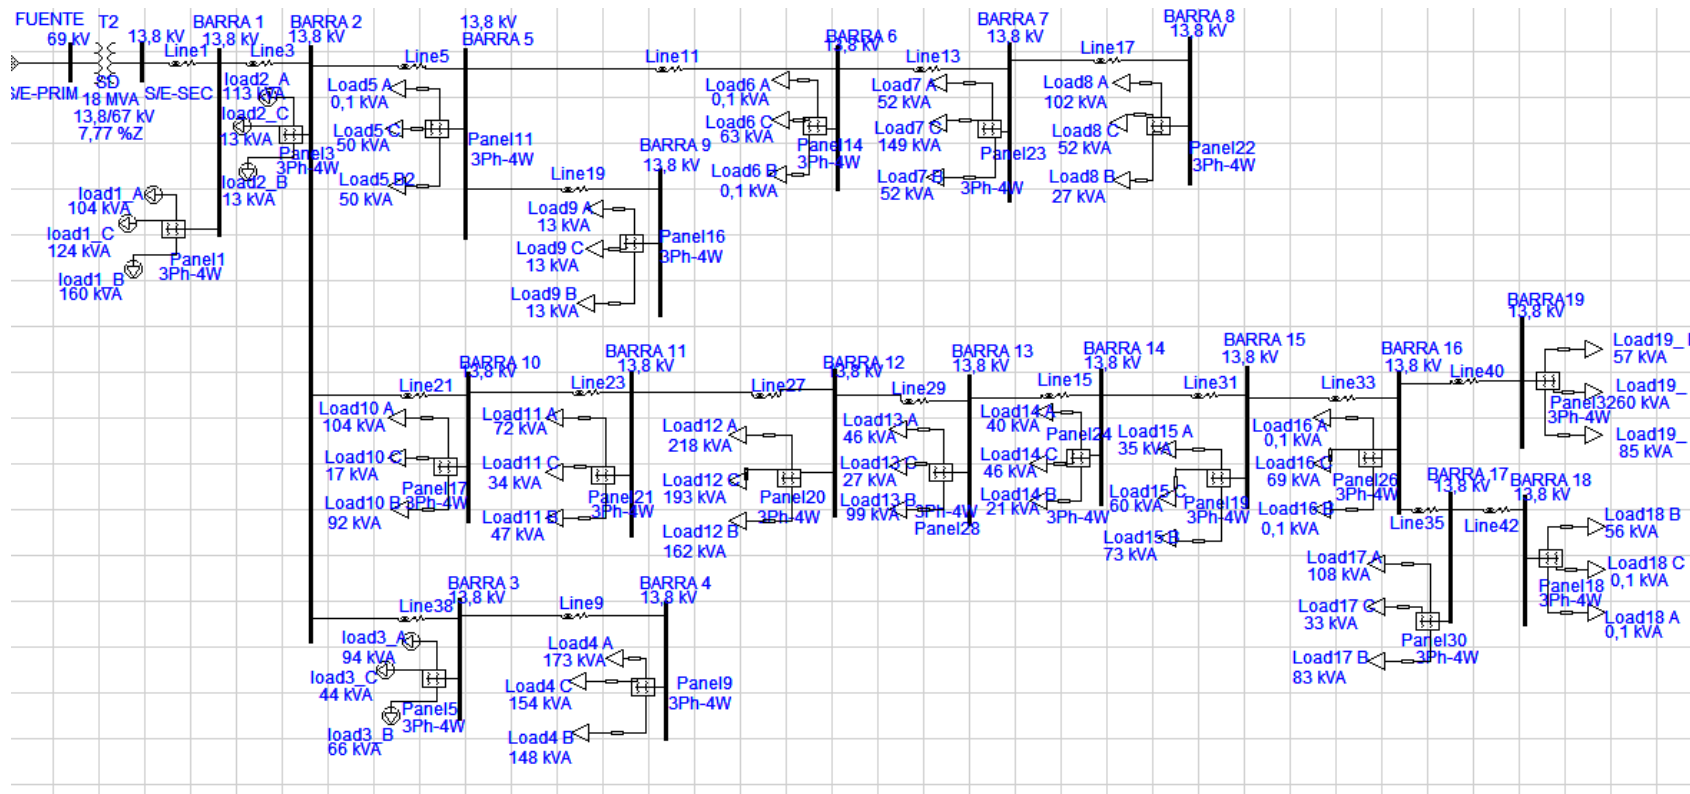 FUENTE
69 kV
T2
13,8 kV
SD
18 MVA
13,8/67 kV
7,77 %Z
S/E-SEC
Line1
BARRA 1
13,8 kV
Line3
BARRA 2
13,8 kV
load2_A
113 kVA
load2_C
13 kVA
load2_B
13 kVA
Panel3
3Ph-4W
load1_A
104 kVA
load1_C
124 kVA
load1_B
160 kVA
Panel1
3Ph-4W
Line5
13,8 kV
BARRA 5
Load5 A
0,1 kVA
Load5 C
50 kVA
Load5 B2
50 kVA
Panel11
3Ph-4W
Line11
BARRA 6
13,8 kV
Load6 A
0,1 kVA
Load6 C
63 kVA
Load6 B
0,1 kVA
Panel14
3Ph-4W
Line13
BARRA 7
13,8 kV
Load7 A
52 kVA
Load7 C
149 kVA
Load7 B
52 kVA
Panel23
3Ph-4W
Line17
BARRA 8
13,8 kV
Load8 A
102 kVA
Load8 C
52 kVA
Load8 B
27 kVA
Panel22
3Ph-4W
Line19
BARRA 9
13,8 kV
Load9 A
13 kVA
Load9 C
13 kVA
Load9 B
13 kVA
Panel16
3Ph-4W
Line21
BARRA 10
13,8 kV
Load10 A
104 kVA
Load10 C
17 kVA
Load10 B
92 kVA
Panel17
3Ph-4W
Line23
BARRA 11
13,8 kV
Load11 A
72 kVA
Load11 C
34 kVA
Load11 B
47 kVA
Panel21
3Ph-4W
Line27
BARRA 12
13,8 kV
Load12 A
218 kVA
Load12 C
193 kVA
Load12 B
162 kVA
Panel20
3Ph-4W
Line29
BARRA 13
13,8 kV
Load13 A
46 kVA
Load13 C
27 kVA
Load13 B
99 kVA
3Ph-4W
Panel28
Line15
BARRA 14
13,8 kV
Load14 A
40 kVA
Load14 C
46 kVA
Load14 B
21 kVA
Panel24
3Ph-4W
Line31
BARRA 15
13,8 kV
Load15 A
35 kVA
Load15 C
60 kVA
Load15 B
73 kVA
Panel19
3Ph-4W
Line33
BARRA 16
13,8 kV
Load16 A
0,1 kVA
Load16 C
69 kVA
Load16 B
0,1 kVA
Panel26
3Ph-4W
Line40
BARRA19
13,8 kV
Load19_
57 kVA
Load19_
260 kVA
Load19_
85 kVA
3Ph-4W
Line35
BARRA 17
13,8 kV
Load17 A
108 kVA
Load17 C
33 kVA
Load17 B
83 kVA
Panel30
3Ph-4W
Line42
BARRA 18
13,8 kV
Load18 B
56 kVA
Load18 C
0,1 kVA
Load18 A
0,1 kVA
Panel18
3Ph-4W
Line38
BARRA 3
13,8 kV
load3_A
94 kVA
load3_C
44 kVA
load3_B
66 kVA
Panel5
3Ph-4W
Line9
BARRA 4
13,8 kV
Load4 A
173 kVA
Load4 C
154 kVA
Load4 B
148 kVA
Panel9
3Ph-4W